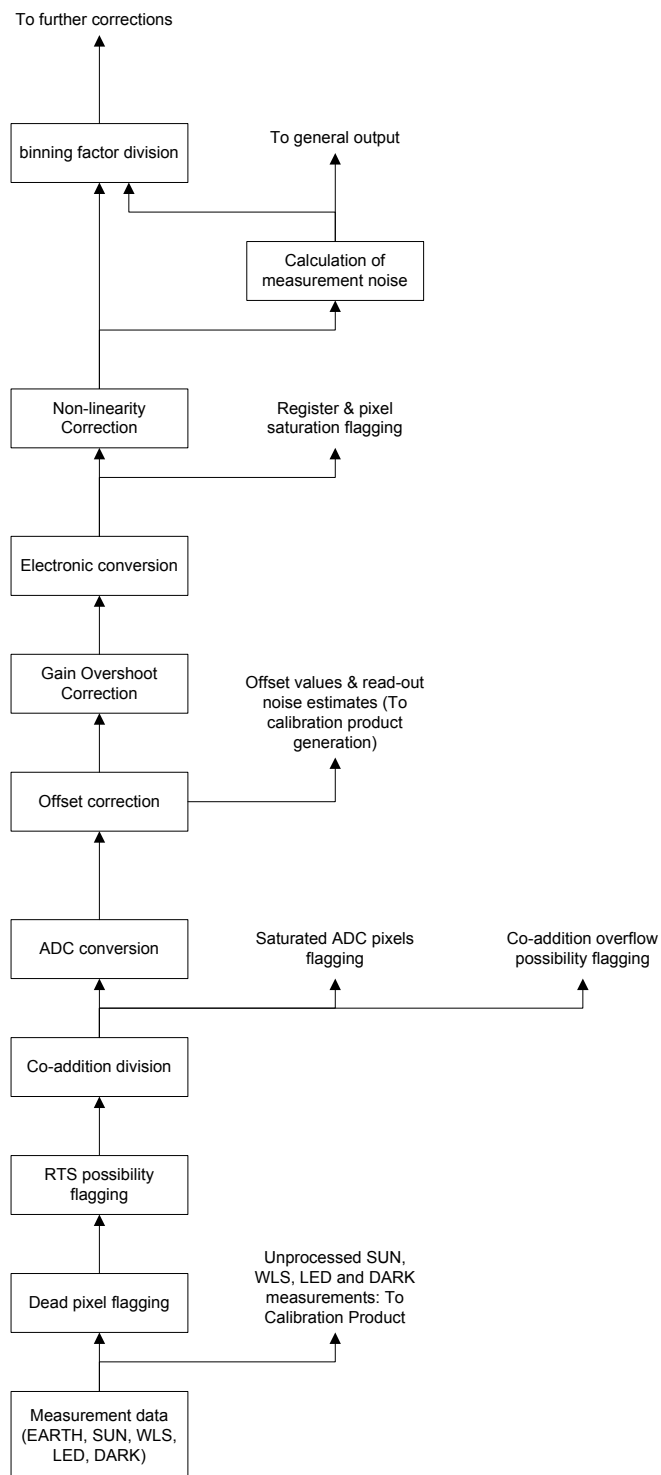 To further corrections
binning factor division
To general output
Calculation of
measurement noise
Non-linearity
Correction
Register & pixel
saturation flagging
Electronic conversion
Gain Overshoot
Correction
Offset values & read-out
noise estimates (To
calibration product
generation)
Offset correction
ADC conversion
Saturated ADC pixels
flagging
Co-addition overflow
possibility flagging
Co-addition division
RTS possibility
flagging
Dead pixel flagging
Unprocessed SUN,
WLS, LED and DARK
measurements: To
Calibration Product
Measurement data
(EARTH, SUN, WLS,
LED, DARK)